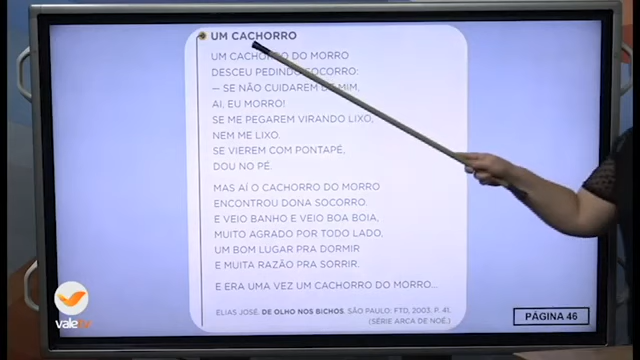 UM CACHORRO
UM CACHORRO DO MORRO
DESCEU PEDINDO SOCORRO:
— SE NÃO CUIDAREM DE MIM,
AI, EU MORRO!
SE ME PEGAREM VIRANDO LIXO,
NEM ME LIXO.
SE VIEREM COM PONTAPÉ,
DOU NO PÉ.
MAS AÍ O CACHORRO DO MORRO
ENCONTROU DONA SOCORRO.
E VEIO BANHO E VEIO BOA BOIA,
MUITO AGRADO POR TODO LADO,
UM BOM LUGAR PRA DORMIR
E MUITA RAZÃO PRA SORRIR.
E ERA UMA VEZ UM CACHORRO DO MORRO...
ELIAS JOSÉ. DE OLHO NOS BICHOS. SÃO PAULO: FTD, 2003. P. 41.
(SÉRIE ARCA DE NOÉ).
PÁGINA 46
valetv